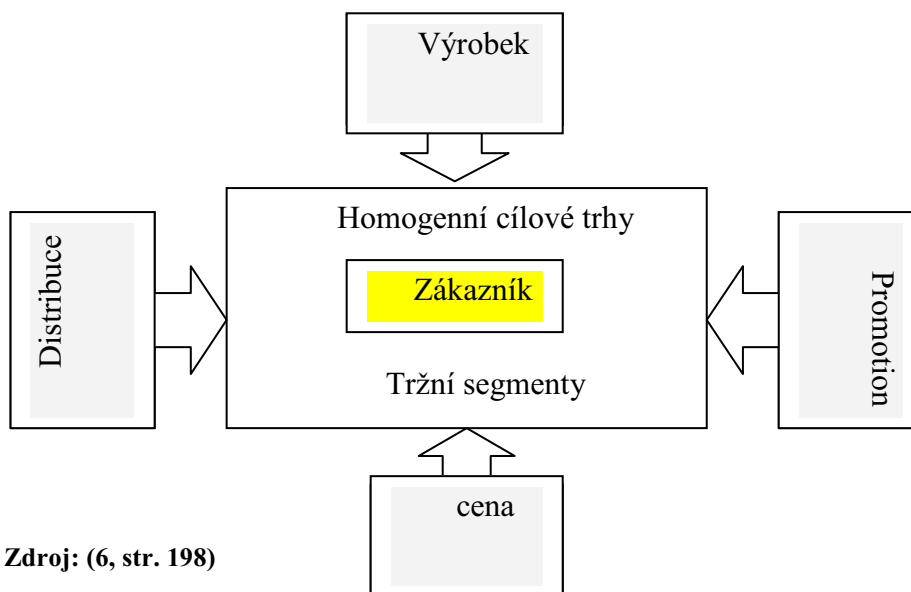 Výrobek
Homogenní cílové trhy
Distribuce
Zákazník
Promotion
Tržní segmenty
cena
Zdroj: (6, str. 198)